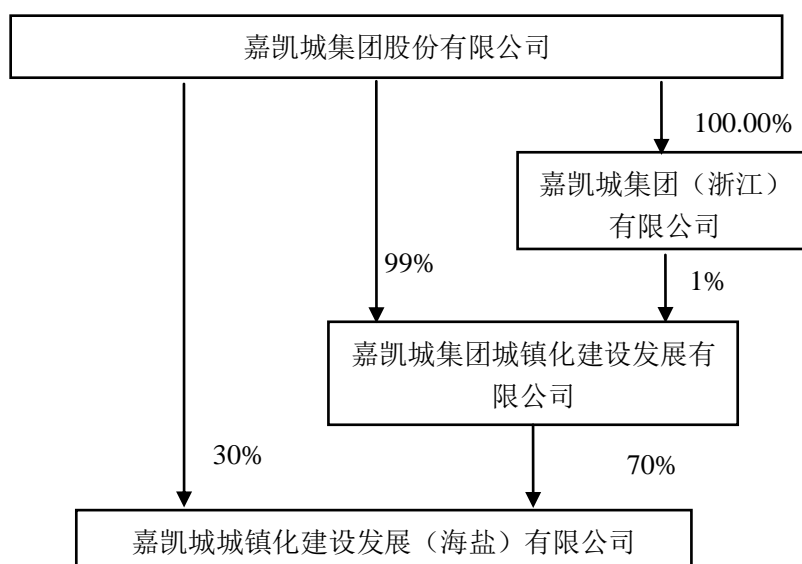 嘉凯城集团股份有限公司
100.00%
嘉凯城集团（浙江）
有限公司
99%
1%
嘉凯城集团城镇化建设发展有
限公司
30%
70%
嘉凯城城镇化建设发展（海盐）有限公司